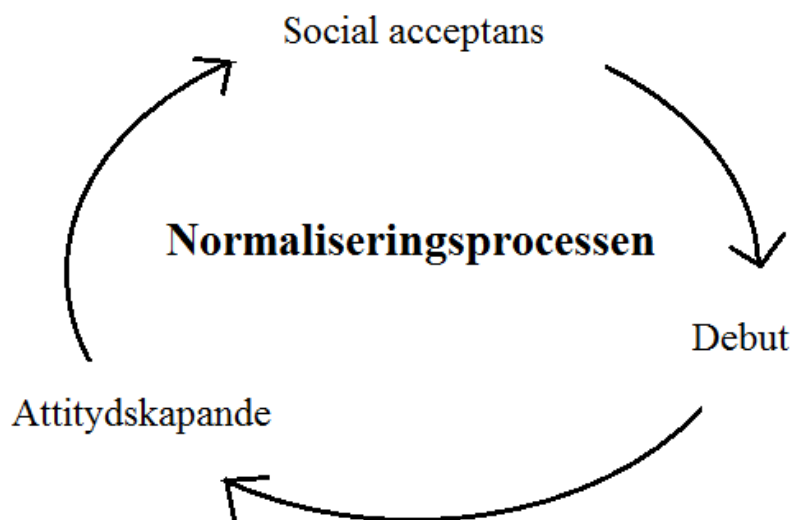 Social acceptans
Normaliseringsprocessen
Debut
Attitydskapande